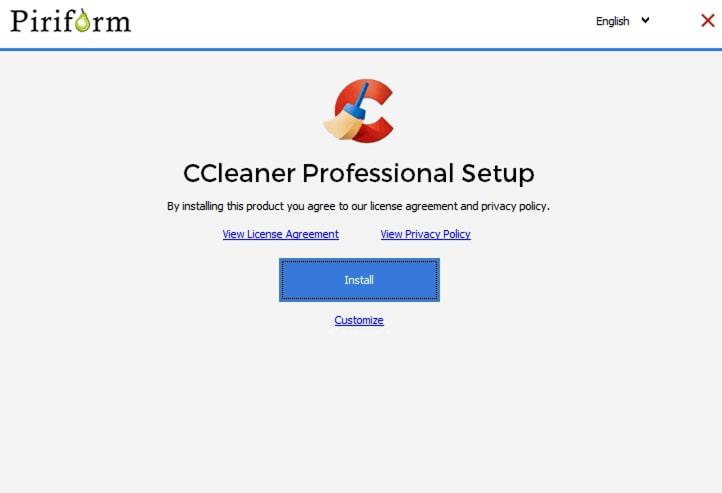 Piriform
English
CCleaner Professional Setup
By installing this product you agree to our license agreement and privacy policy.
View License Agreement View Privacy Policy
Install
Customize